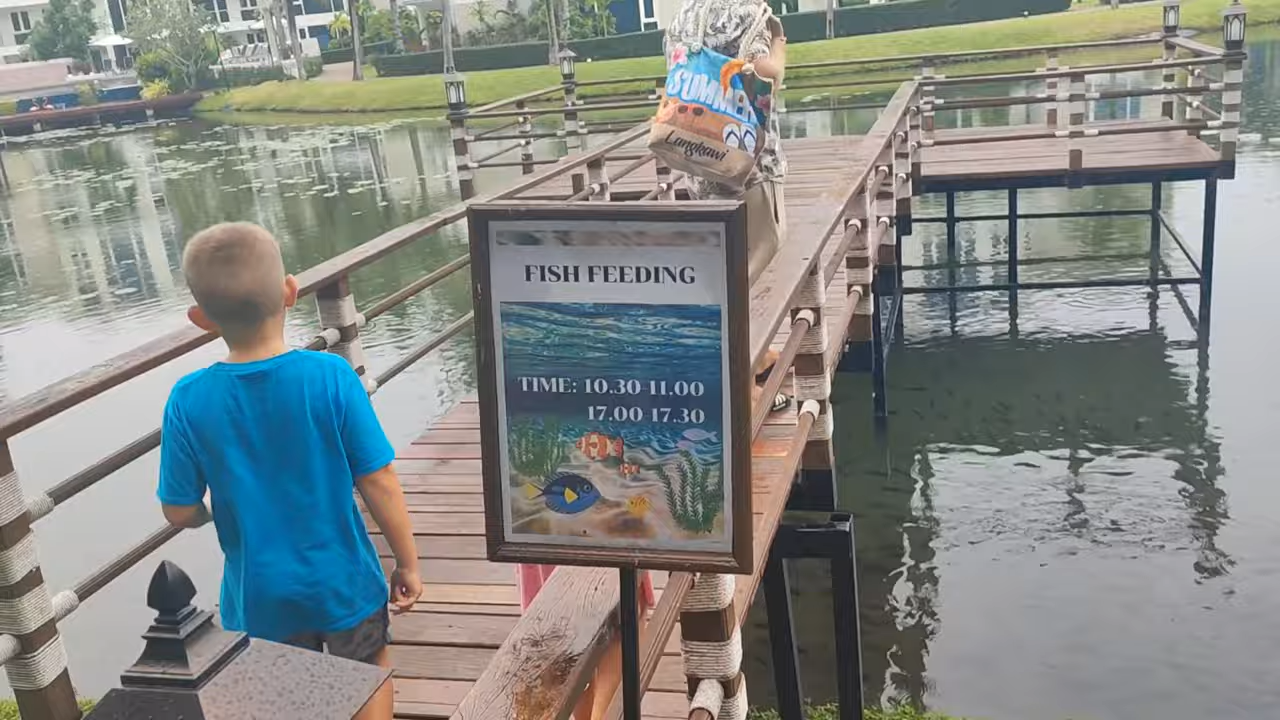 SUMMER
Langkawi
FISH FEEDING
TIME: 10.30-11.00
17.00-17.30